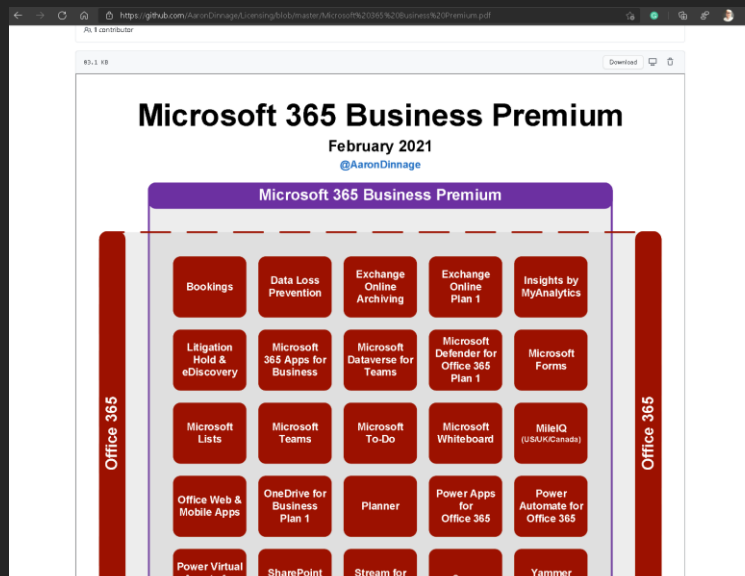 https://github.com/AaronDinnage/Licensing/blob/master/Microsoft%20365%20Business%20Premium.pdf
1 contributor
83.1 KB
Download
Microsoft 365 Business Premium
February 2021
@AaronDinnage
Microsoft 365 Business Premium
Office 365
Bookings
Data Loss
Prevention
Exchange
Online
Archiving
Exchange
Online
Plan 1
Insights by
MyAnalytics
Litigation
Hold &
eDiscovery
Microsoft
365 Apps for
Business
Microsoft
Dataverse for
Teams
Microsoft
Defender for
Office 365
Plan 1
Microsoft
Forms
Microsoft
Lists
Microsoft
Teams
Microsoft
To-Do
Microsoft
Whiteboard
MileIQ
(US/UK/Canada)
Office Web &
Mobile Apps
OneDrive for
Business
Plan 1
Planner
Power Apps
for
Office 365
Power
Automate for
Office 365
Power Virtual
SharePoint
Stream for
Yammer
Office 365